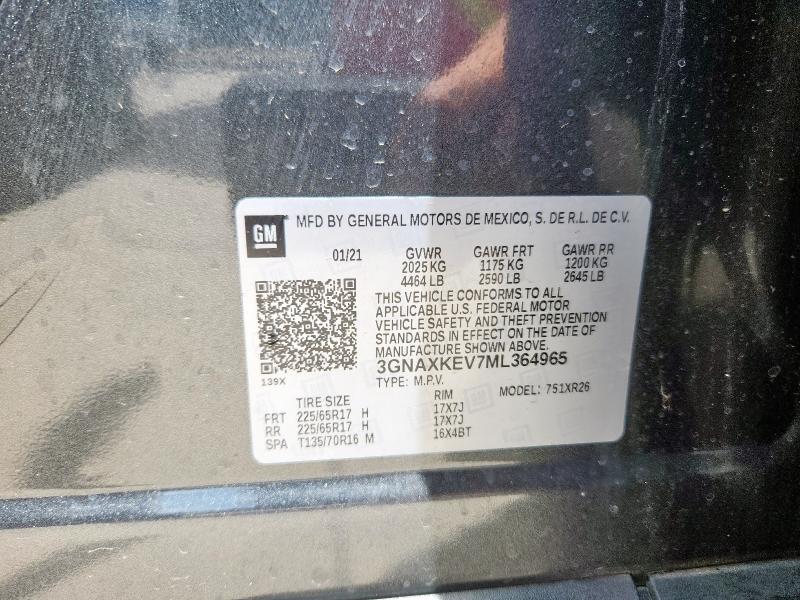 GM MFD BY GENERAL MOTORS DE MEXICO, S. DE R.L. DE C.V.
01/21 GVWR GAWR FRT GAWR RR
2025 KG 1175 KG 1200 KG
4464 LB 2590 LB 2645 LB
THIS VEHICLE CONFORMS TO ALL
APPLICABLE U.S. FEDERAL MOTOR
VEHICLE SAFETY AND THEFT PREVENTION
STANDARDS IN EFFECT ON THE DATE OF
MANUFACTURE SHOWN ABOVE.
3GNAXKEV7ML364965
139X
TYPE: M.P.V. MODEL: 751XR26
TIRE SIZE RIM
FRT 225/65R17 H 17X7J
RR 225/65R17 H 17X7J
SPA T135/70R16 M 16X4BT